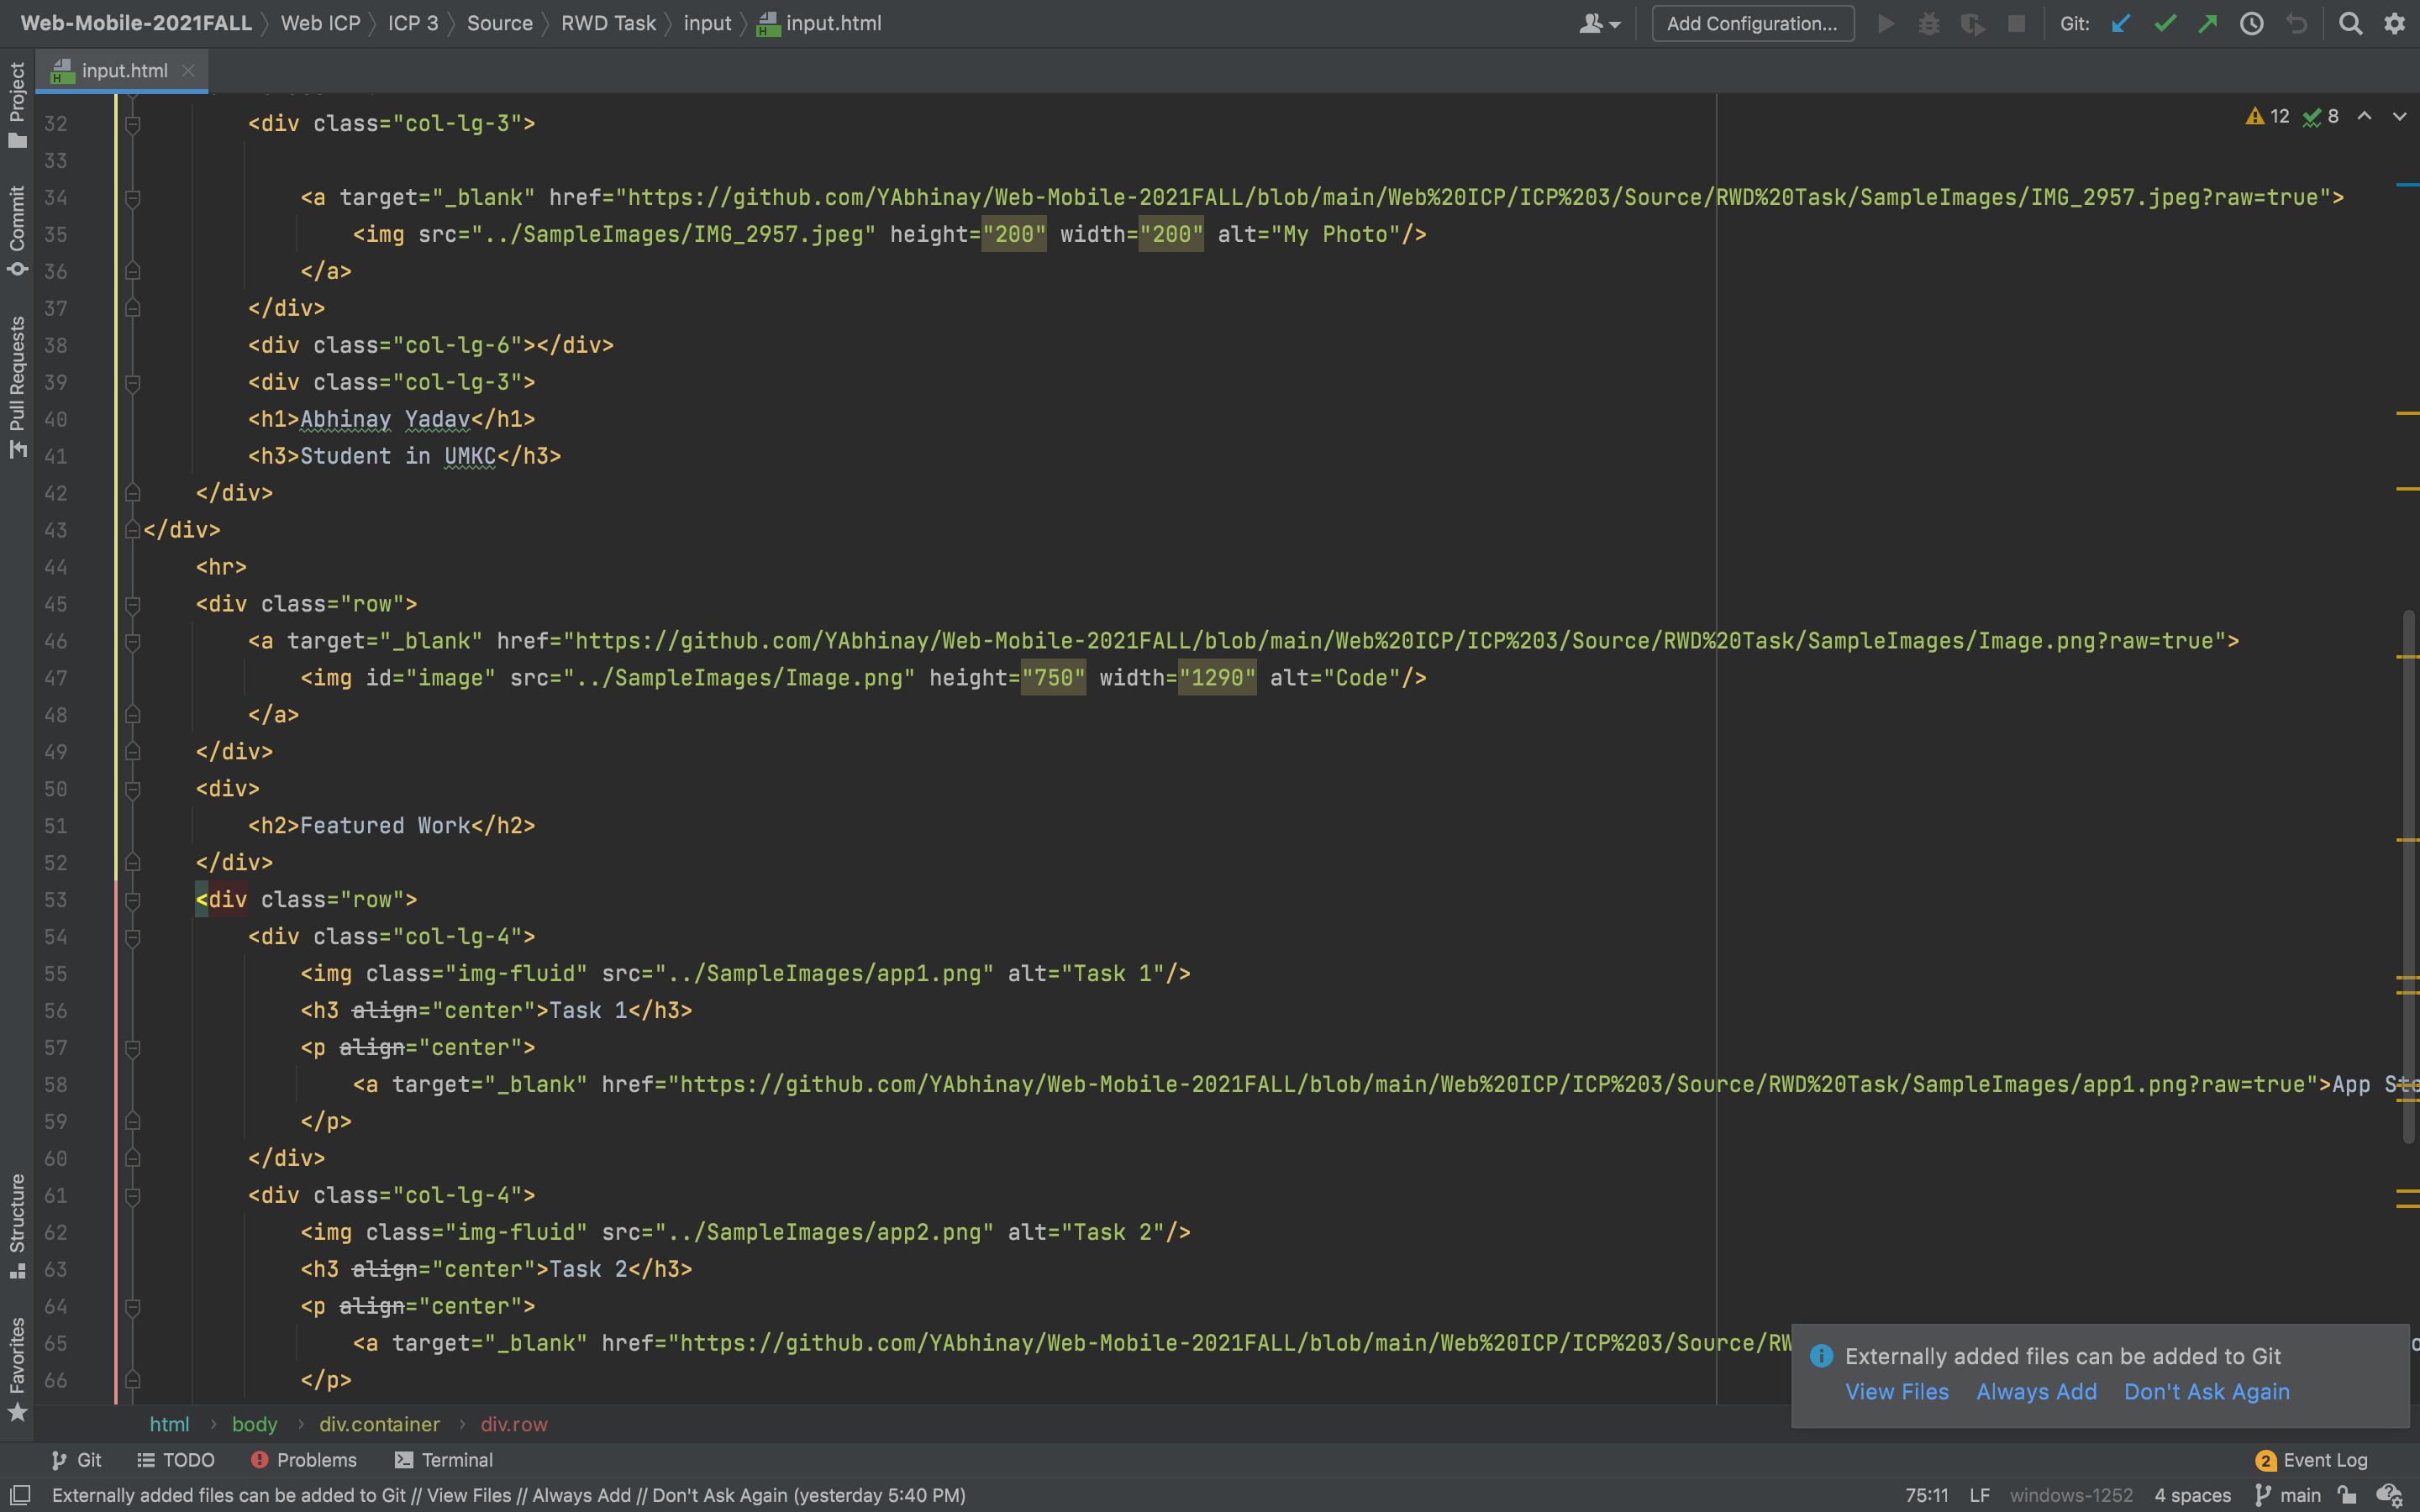 Web-Mobile-2021FALL Web ICP ICP 3 Source RWD Task input input.html Add Configuration... Git:
input.html
Project
Commit
Pull Requests
Structure
Favorites
12 8
32 <div class="col-lg-3">
33
34 <a target="_blank" href="https://github.com/YAbhinay/Web-Mobile-2021FALL/blob/main/Web%20ICP/ICP%203/Source/RWD%20Task/SampleImages/IMG_2957.jpeg?raw=true">
35 <img src="../SampleImages/IMG_2957.jpeg" height="200" width="200" alt="My Photo"/>
36 </a>
37 </div>
38 <div class="col-lg-6"></div>
39 <div class="col-lg-3">
40 <h1>Abhinay Yadav</h1>
41 <h3>Student in UMKC</h3>
42 </div>
43 </div>
44 <hr>
45 <div class="row">
46 <a target="_blank" href="https://github.com/YAbhinay/Web-Mobile-2021FALL/blob/main/Web%20ICP/ICP%203/Source/RWD%20Task/SampleImages/Image.png?raw=true">
47 <img id="image" src="../SampleImages/Image.png" height="750" width="1290" alt="Code"/>
48 </a>
49 </div>
50 <div>
51 <h2>Featured Work</h2>
52 </div>
53 <div class="row">
54 <div class="col-lg-4">
55 <img class="img-fluid" src="../SampleImages/app1.png" alt="Task 1"/>
56 <h3 align="center">Task 1</h3>
57 <p align="center">
58 <a target="_blank" href="https://github.com/YAbhinay/Web-Mobile-2021FALL/blob/main/Web%20ICP/ICP%203/Source/RWD%20Task/SampleImages/app1.png?raw=true">App
59 </p>
60 </div>
61 <div class="col-lg-4">
62 <img class="img-fluid" src="../SampleImages/app2.png" alt="Task 2"/>
63 <h3 align="center">Task 2</h3>
64 <p align="center">
65 <a target="_blank" href="https://github.com/YAbhinay/Web-Mobile-2021FALL/blob/main/Web%20ICP/ICP%203/Source/RW
66 </p>
Externally added files can be added to Git
View Files Always Add Don't Ask Again
html body div.container div.row
Git TODO Problems Terminal 2 Event Log
Externally added files can be added to Git // View Files // Always Add // Don't Ask Again (yesterday 5:40 PM) 75:11 LF windows-1252 4 spaces main